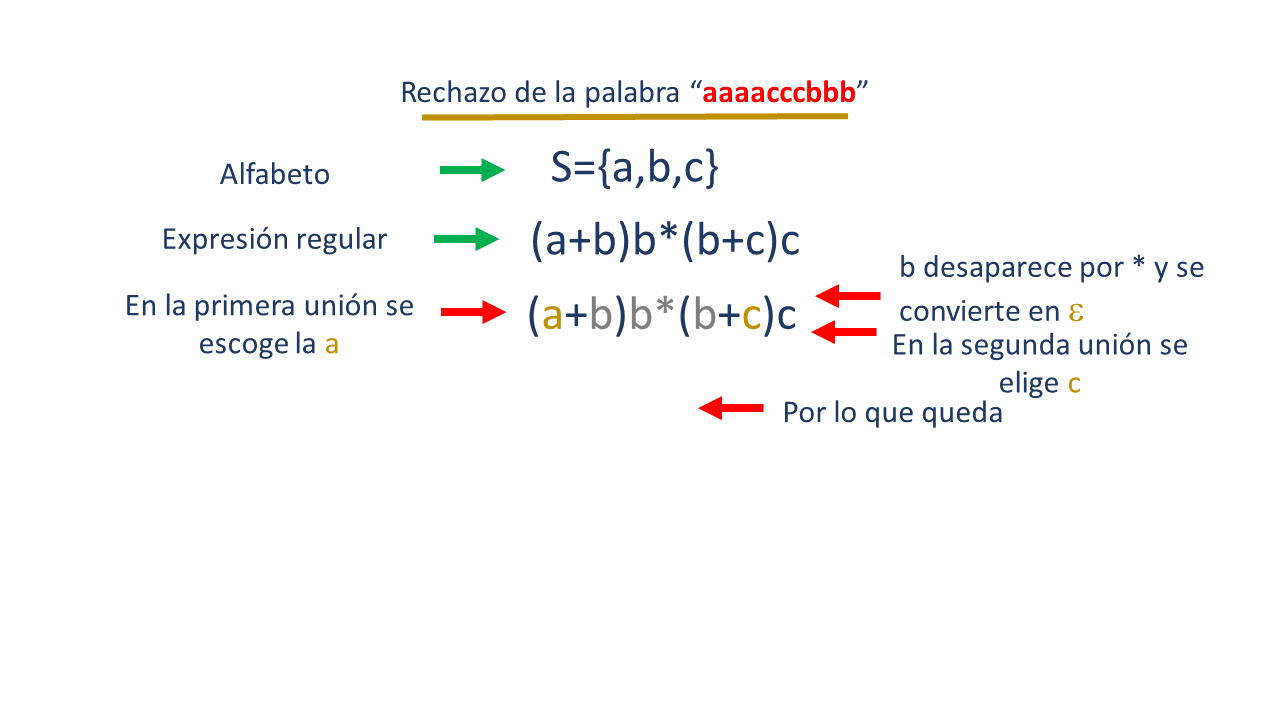 Rechazo de la palabra “aaaacccbbb”
Alfabeto
S={a,b,c}
Expresión regular
(a+b)b*(b+c)c
En la primera unión se
escoge la a
(a+b)b*(b+c)c
b desaparece por * y se
convierte en ε
En la segunda unión se
elige c
Por lo que queda